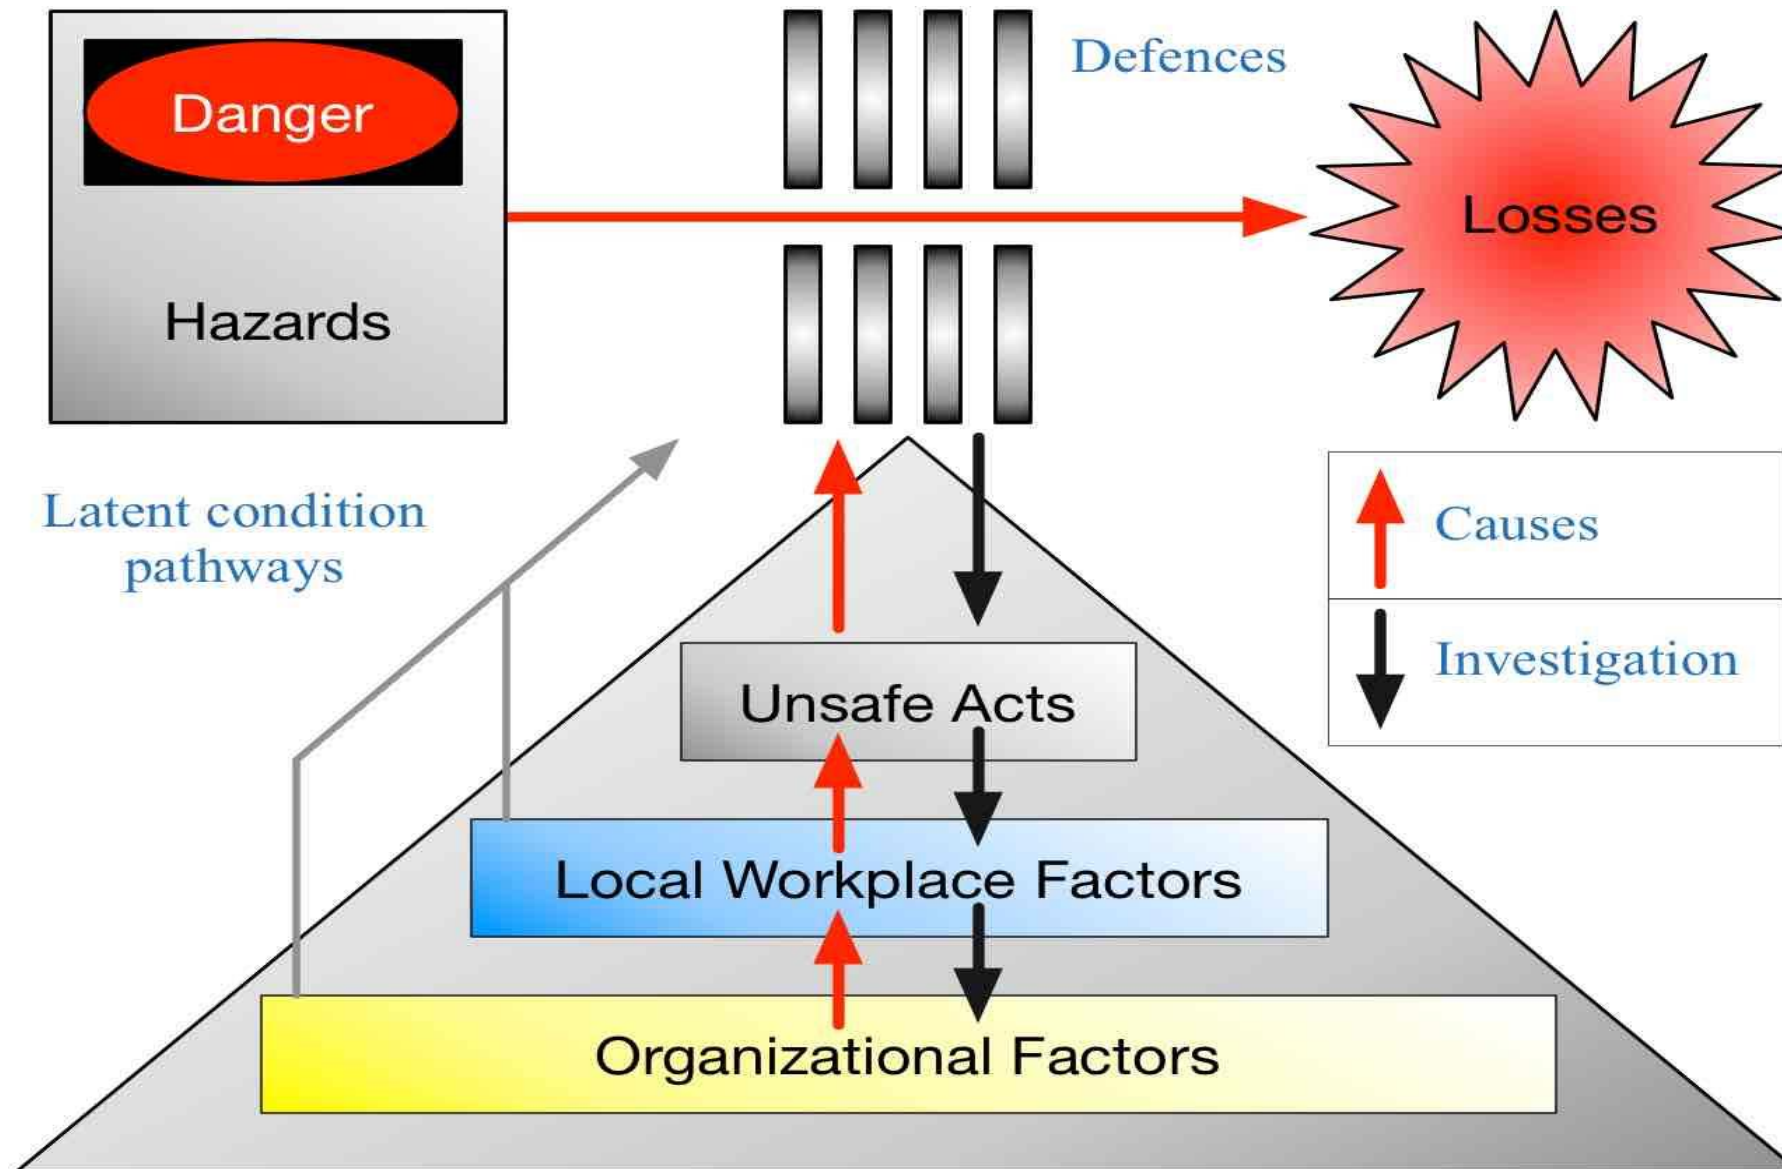 Danger
Hazards
Defences
Losses
Latent condition
pathways
Causes
Investigation
Unsafe Acts
Local Workplace Factors
Organizational Factors